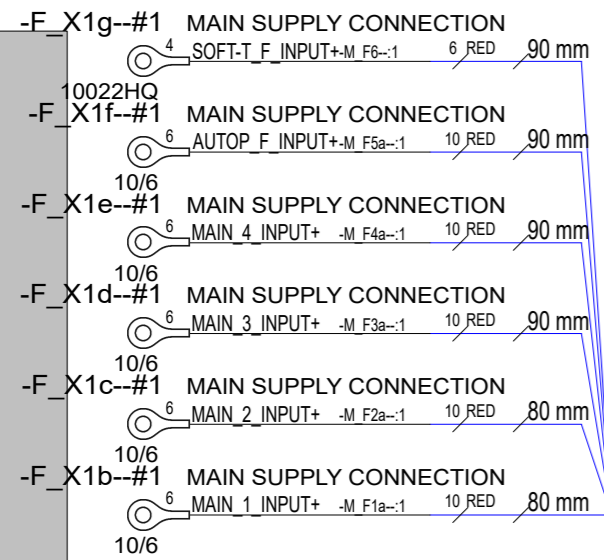 -F_X1g--#1 MAIN SUPPLY CONNECTION
4 SOFT-T_F_INPUT+-M_F6--:1 6 RED 90 mm
10022HQ
-F_X1f--#1 MAIN SUPPLY CONNECTION
6 AUTOP_F_INPUT+-M_F5a--:1 10 RED 90 mm
10/6
-F_X1e--#1 MAIN SUPPLY CONNECTION
6 MAIN_4_INPUT+ -M_F4a--:1 10 RED 90 mm
10/6
-F_X1d--#1 MAIN SUPPLY CONNECTION
6 MAIN_3_INPUT+ -M_F3a--:1 10 RED 90 mm
10/6
-F_X1c--#1 MAIN SUPPLY CONNECTION
6 MAIN_2_INPUT+ -M_F2a--:1 10 RED 80 mm
10/6
-F_X1b--#1 MAIN SUPPLY CONNECTION
6 MAIN_1_INPUT+ -M_F1a--:1 10 RED 80 mm
10/6